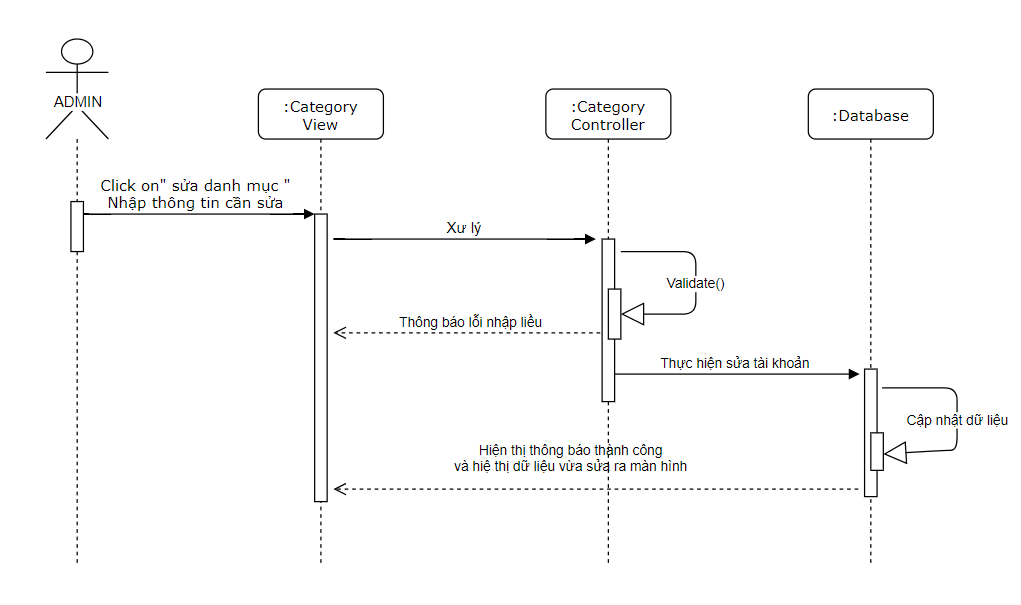 ADMIN
:Category
View
:Category
Controller
:Database
Click on" sửa danh mục "
Nhập thông tin cần sửa
Xư lý
Validate()
Thông báo lỗi nhập liều
Thực hiện sửa tài khoản
Cập nhật dữ liệu
Hiện thị thông báo thành công
và hiệ thị dữ liệu vừa sửa ra màn hình